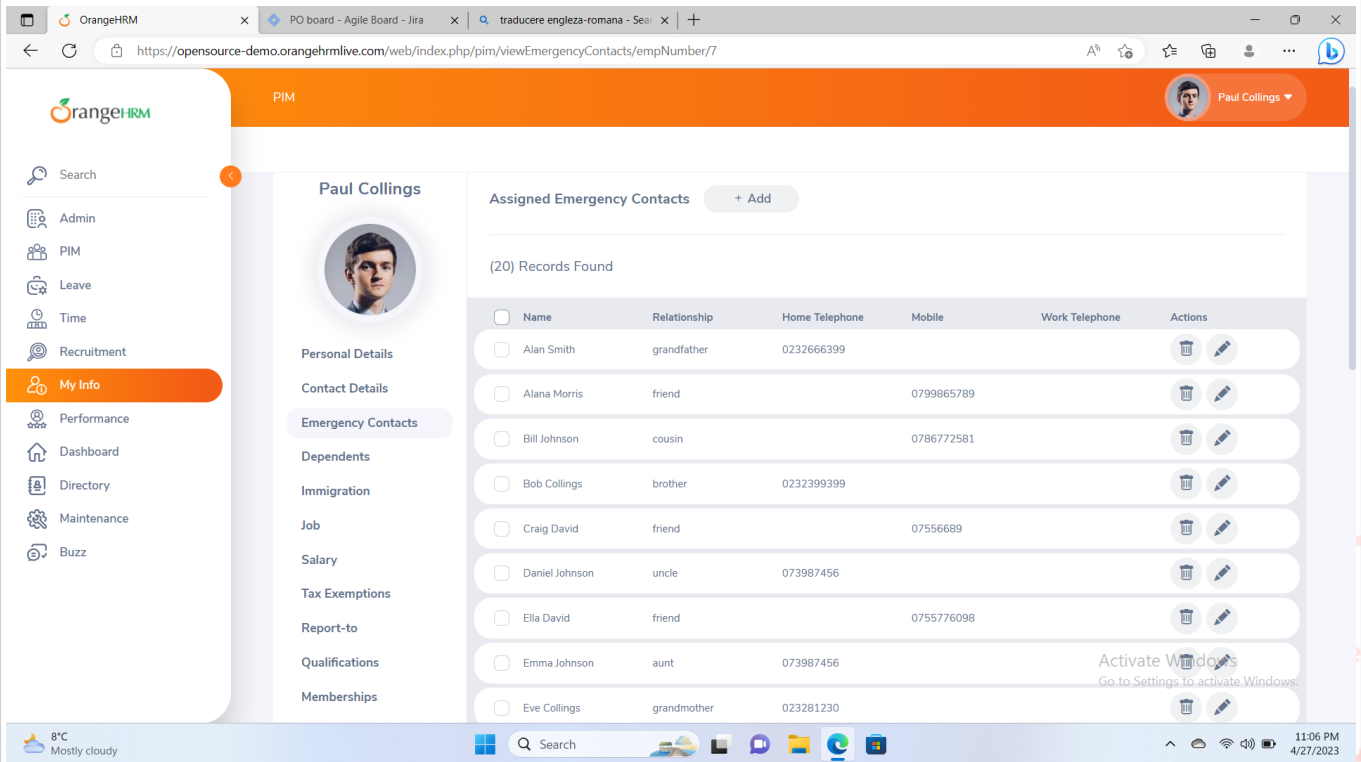 OrangeHRM
PO board - Agile Board - Jira
traducere engleza-romana - Sear
https://opensource-demo.orangehrmlive.com/web/index.php/pim/viewEmergencyContacts/empNumber/7
OrangeHRM
PIM
Paul Collings
Search
Admin
PIM
Leave
Time
Recruitment
My Info
Performance
Dashboard
Directory
Maintenance
Buzz
Paul Collings
Personal Details
Contact Details
Emergency Contacts
Dependents
Immigration
Job
Salary
Tax Exemptions
Report-to
Qualifications
Memberships
Assigned Emergency Contacts + Add
(20) Records Found
Name Relationship Home Telephone Mobile Work Telephone Actions
Alan Smith grandfather 0232666399
Alana Morris friend 0799865789
Bill Johnson cousin 0786772581
Bob Collings brother 0232399399
Craig David friend 07556689
Daniel Johnson uncle 073987456
Ella David friend 0755776098
Emma Johnson aunt 073987456
Eve Collings grandmother 023281230
Activate Windows
Go to Settings to activate Windows.
8°C
Mostly cloudy
Search
11:06 PM
4/27/2023